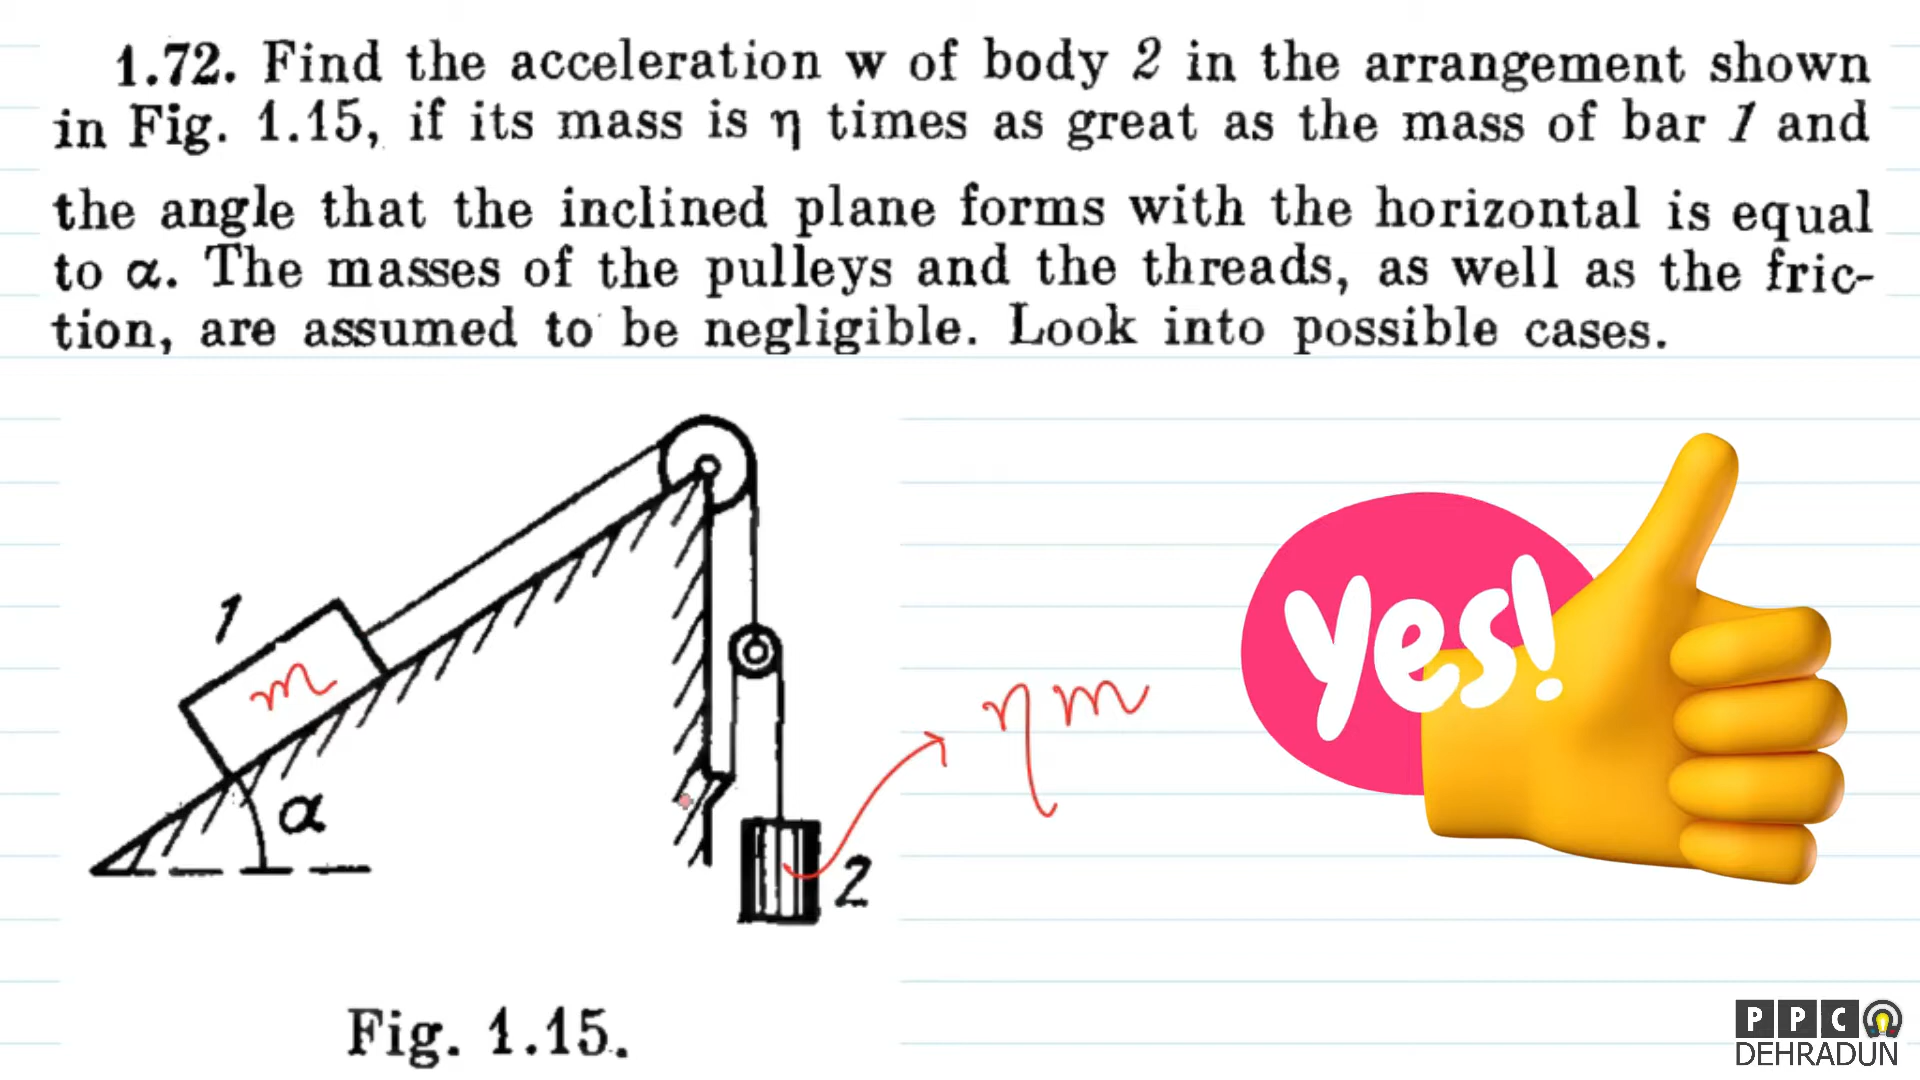 1.72. Find the acceleration w of body 2 in the arrangement shown
in Fig. 1.15, if its mass is η times as great as the mass of bar 1 and
the angle that the inclined plane forms with the horizontal is equal
to α. The masses of the pulleys and the threads, as well as the fric-
tion, are assumed to be negligible. Look into possible cases.
1
m
α
2
ηm
Yes!
Fig. 1.15.
PPC
DEHRADUN